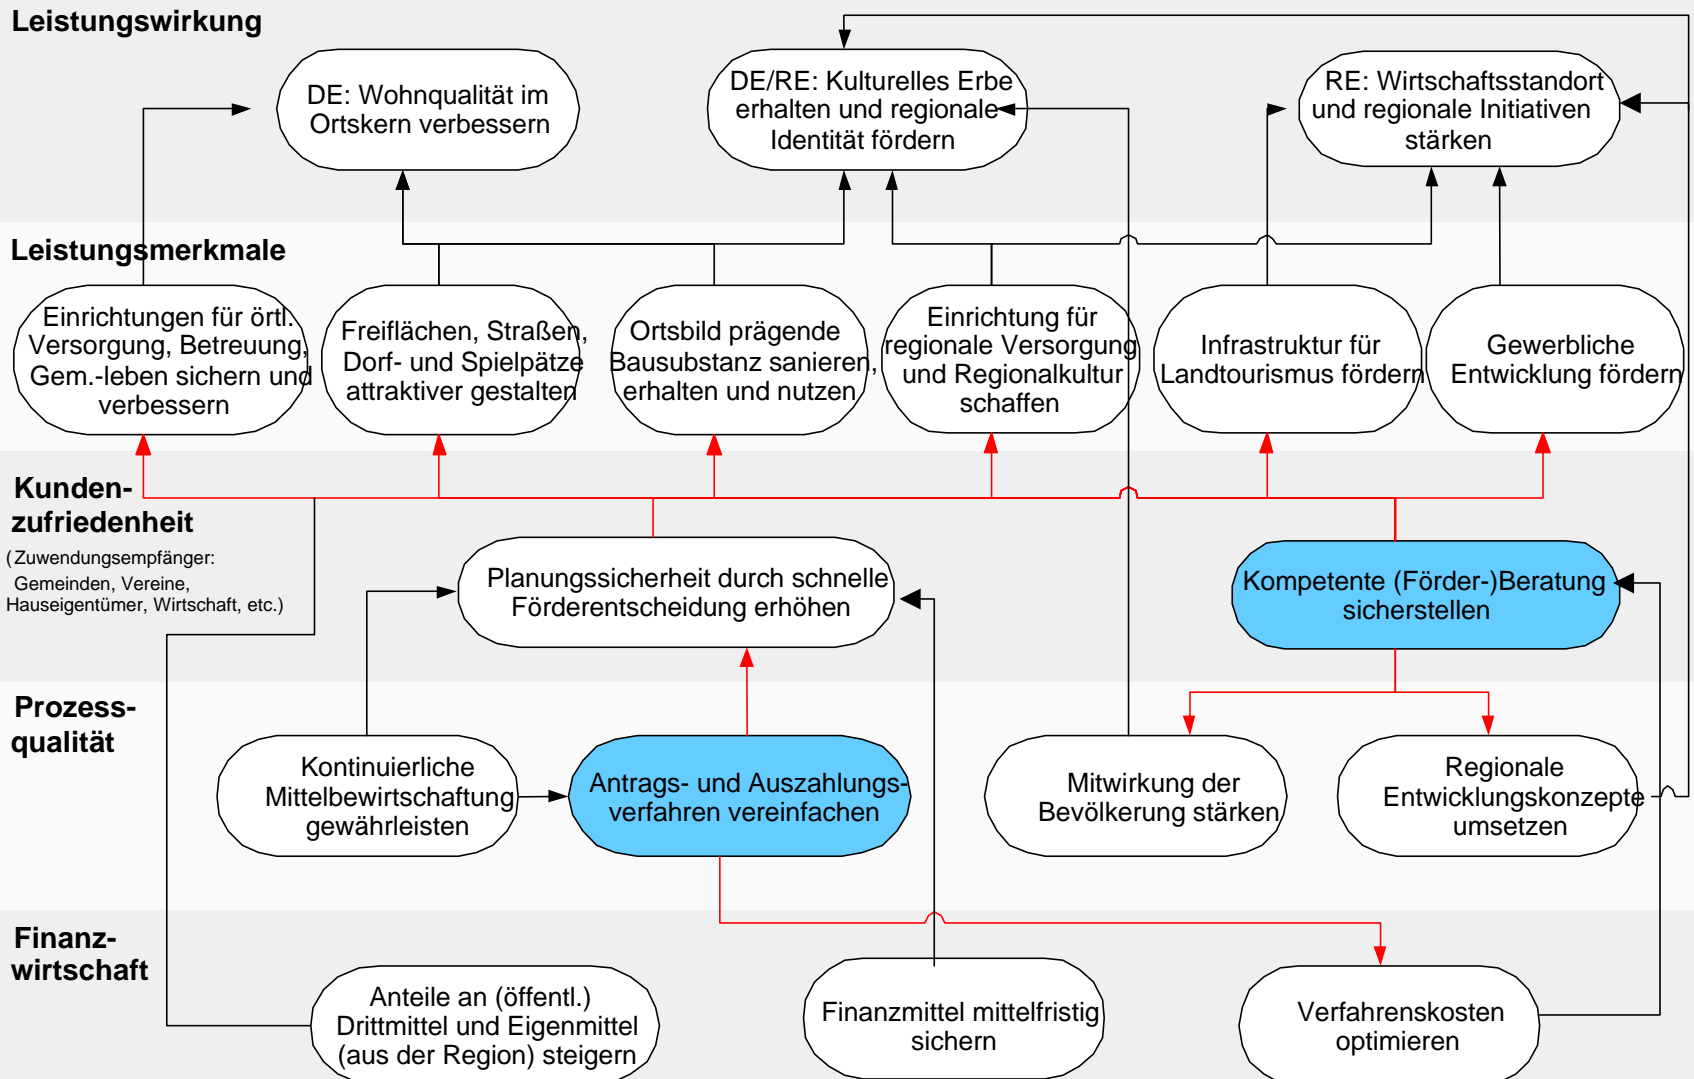 Leistungswirkung
DE: Wohnqualität im
Ortskern verbessern
DE/RE: Kulturelles Erbe
erhalten und regionale
Identität fördern
RE: Wirtschaftsstandort
und regionale Initiativen
stärken
Leistungsmerkmale
Einrichtungen für örtl.
Versorgung, Betreuung,
Gem.-leben sichern und
verbessern
Freiflächen, Straßen,
Dorf- und Spielpätze
attraktiver gestalten
Ortsbild prägende
Bausubstanz sanieren,
erhalten und nutzen
Einrichtung für
regionale Versorgung
und Regionalkultur
schaffen
Infrastruktur für
Landtourismus fördern
Gewerbliche
Entwicklung fördern
Kunden-
zufriedenheit
(Zuwendungsempfänger:
Gemeinden, Vereine,
Hauseigentümer, Wirtschaft, etc.)
Planungssicherheit durch schnelle
Förderentscheidung erhöhen
Kompetente (Förder-)Beratung
sicherstellen
Prozess-
qualität
Kontinuierliche
Mittelbewirtschaftung
gewährleisten
Antrags- und Auszahlungs-
verfahren vereinfachen
Mitwirkung der
Bevölkerung stärken
Regionale
Entwicklungskonzepte
umsetzen
Finanz-
wirtschaft
Anteile an (öffentl.)
Drittmittel und Eigenmittel
(aus der Region) steigern
Finanzmittel mittelfristig
sichern
Verfahrenskosten
optimieren